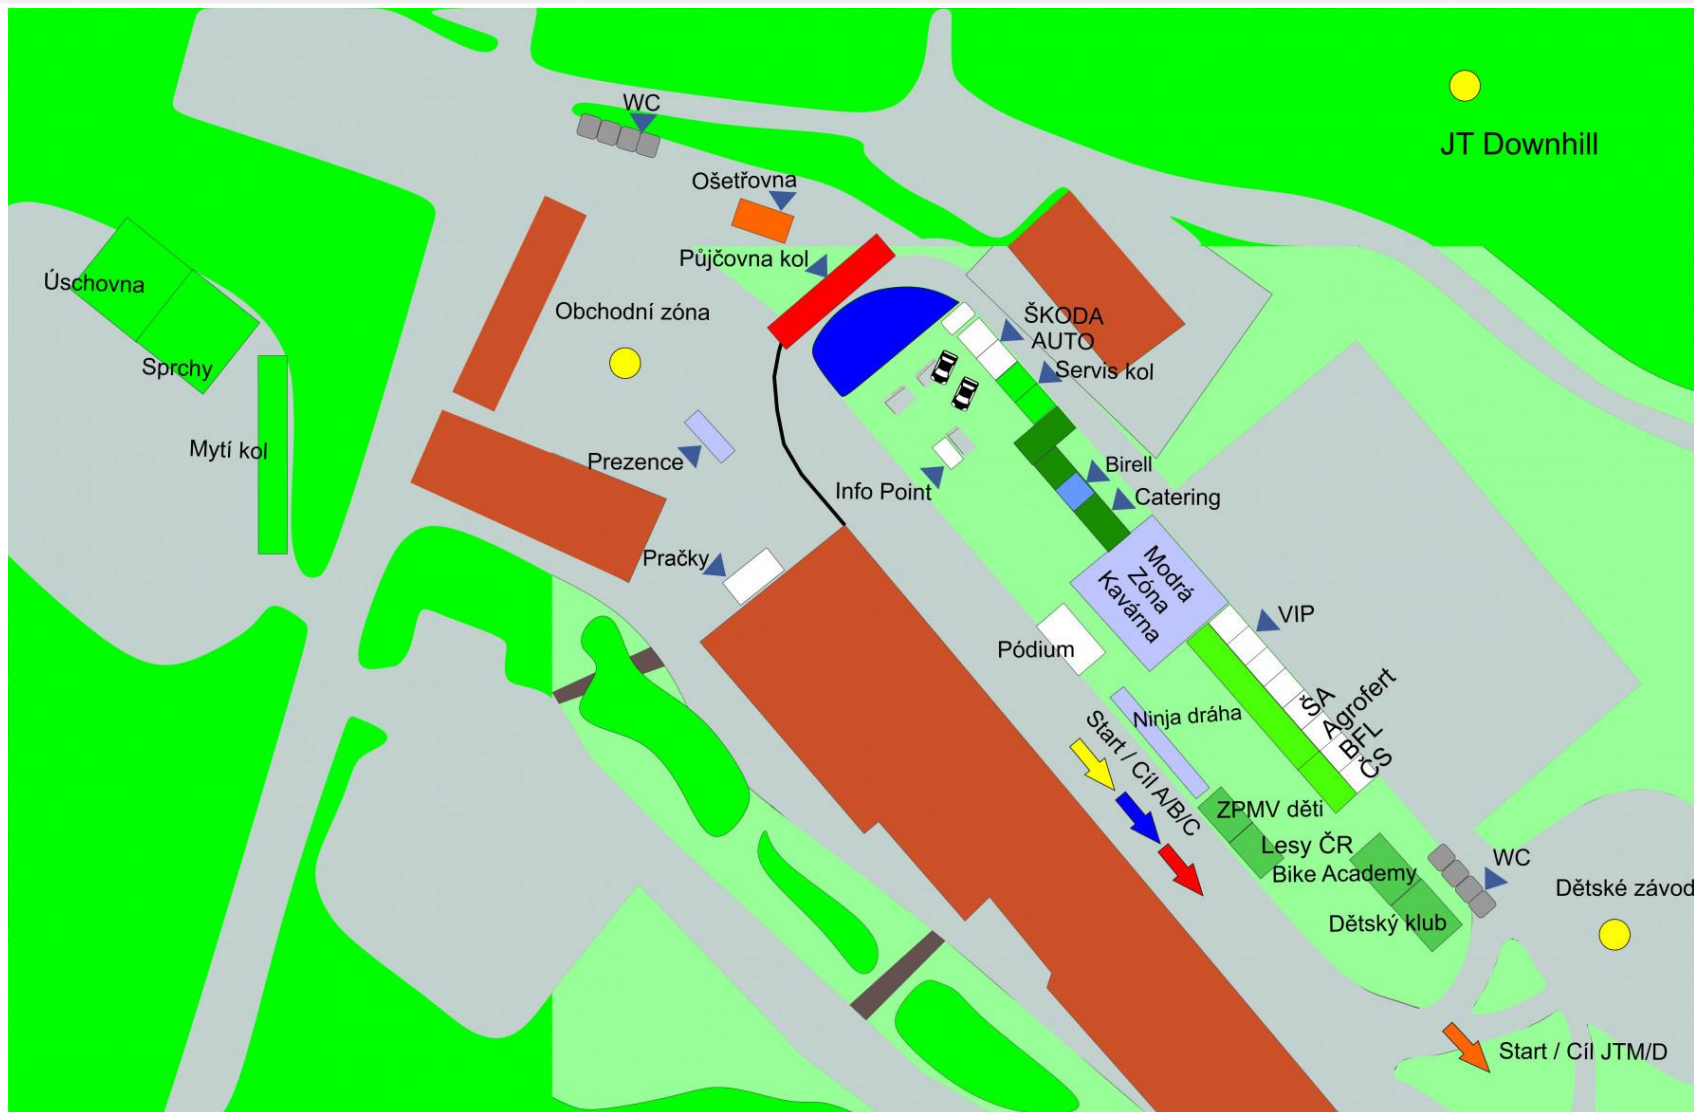 WC
JT Downhill
Ošetřovna
Půjčovna kol
Úschovna
Sprchy
Mytí kol
Obchodní zóna
ŠKODA
AUTO
Servis kol
Prezence
Info Point
Birell
Catering
Pračky
Modrá
Zóna
Kavárna
VIP
Pódium
ŠA
Agrofert
BFL
ČS
Ninja dráha
Start / Cíl A/B/C
ZPMV děti
Lesy ČR
Bike Academy
Dětský klub
WC
Dětské závod
Start / Cíl JTM/D